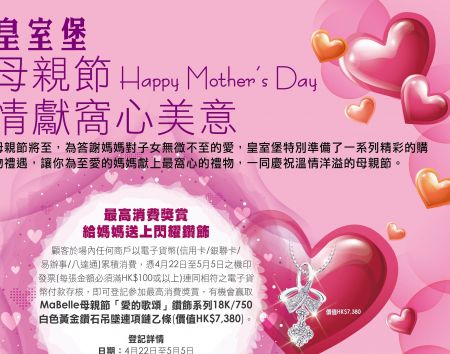 皇室堡
母親節 Happy Mother's Day
情獻窩心美意
母親節將至，為答謝媽媽對子女無微不至的愛，皇室堡特別準備了一系列精彩的購
物禮遇，讓你為至愛的媽媽獻上最窩心的禮物，一同慶祝溫情洋溢的母親節。
最高消費獎賞
給媽媽送上閃耀鑽飾
顧客於場內任何商戶以電子貨幣(信用卡/銀聯卡/
易辦事/八達通)累積消費，憑4月22日至5月5日之機印
發票(每張金額必須滿HK$100或以上)連同相符之電子貨
幣付款存根，即可登記參加最高消費獎賞，有機會贏取
MaBelle母親節「愛的歌頌」鑽飾系列18K/750
白色黃金鑽石吊墜連項鏈乙條(價值HK$7,380)。
價值HK$7,380
登記詳情
日期：4月22日至5月5日